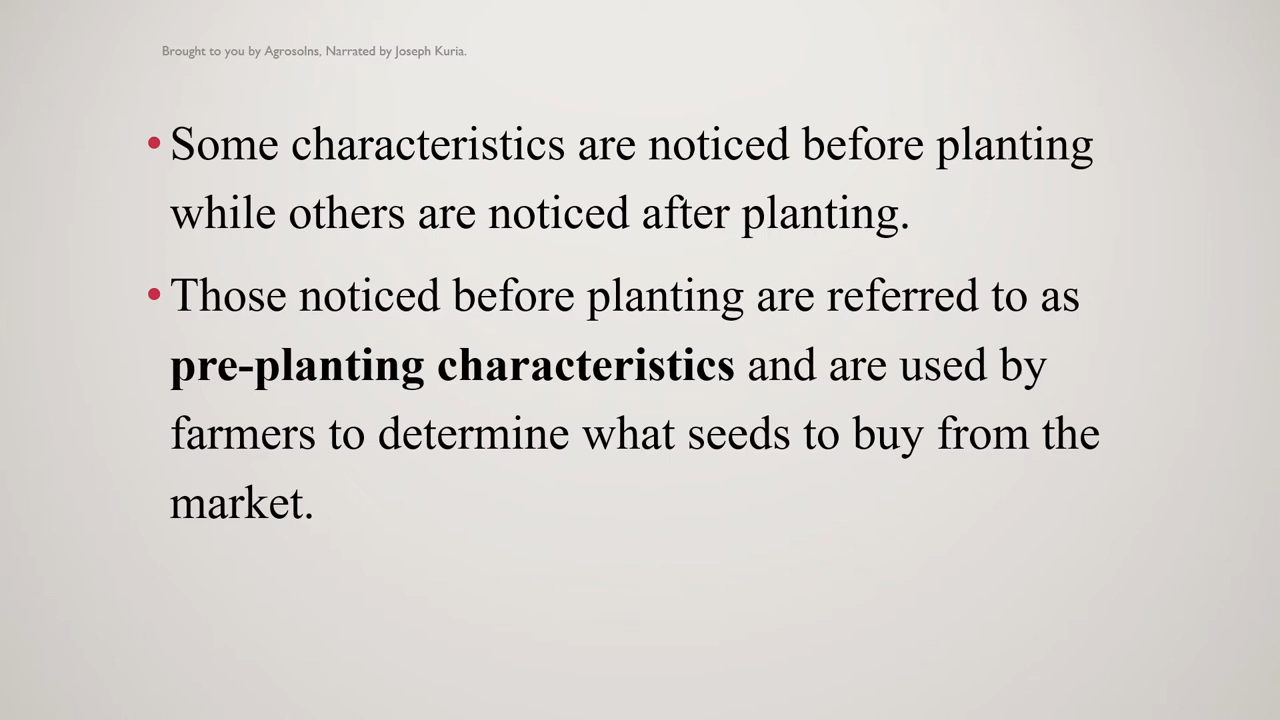 Brought to you by Agrosolns, Narrated by Joseph Kuria.
• Some characteristics are noticed before planting
while others are noticed after planting.
• Those noticed before planting are referred to as
pre-planting characteristics and are used by
farmers to determine what seeds to buy from the
market.